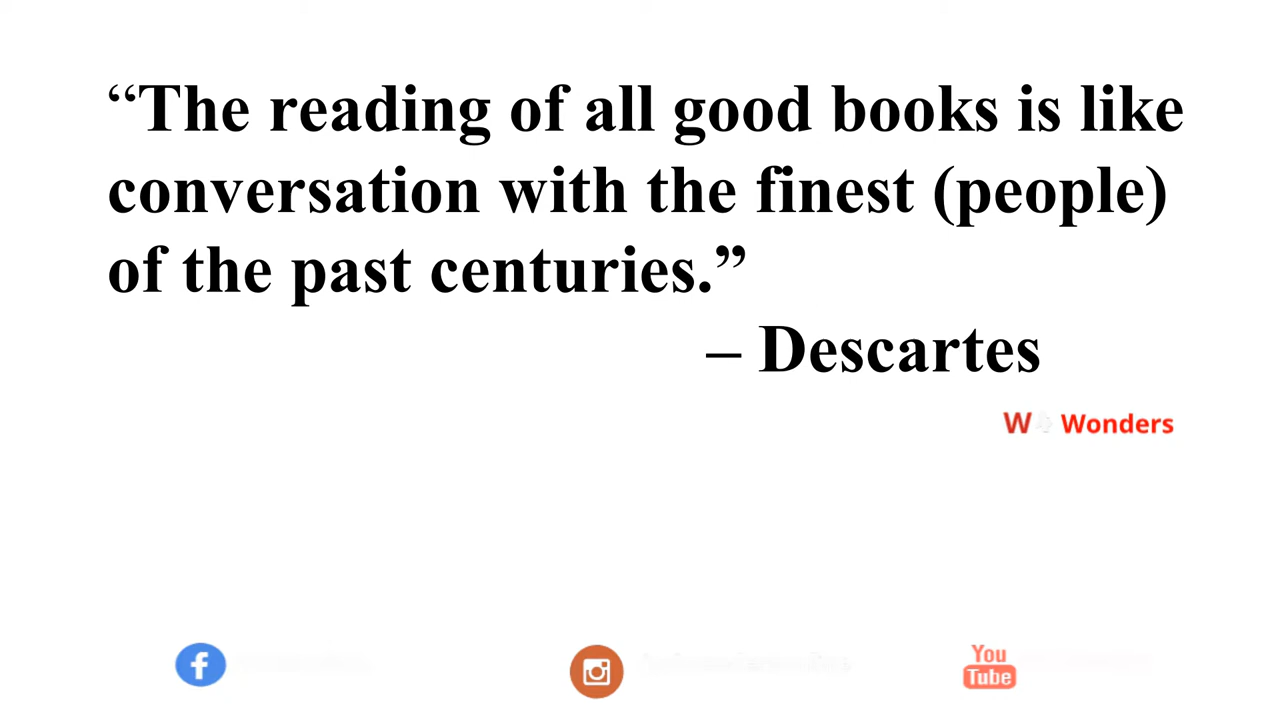 “The reading of all good books is like
conversation with the finest (people)
of the past centuries.”
– Descartes
W Wonders
f
You
Tube